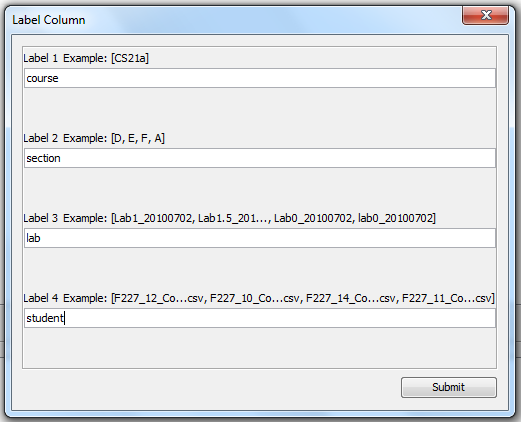 Label Column
Label 1 Example: [CS21a]
course
Label 2 Example: [D, E, F, A]
section
Label 3 Example: [Lab1_20100702, Lab1.5_201..., Lab0_20100702, lab0_20100702]
lab
Label 4 Example: [F227_12_Co...csv, F227_10_Co...csv, F227_14_Co...csv, F227_11_Co...csv]
student
Submit